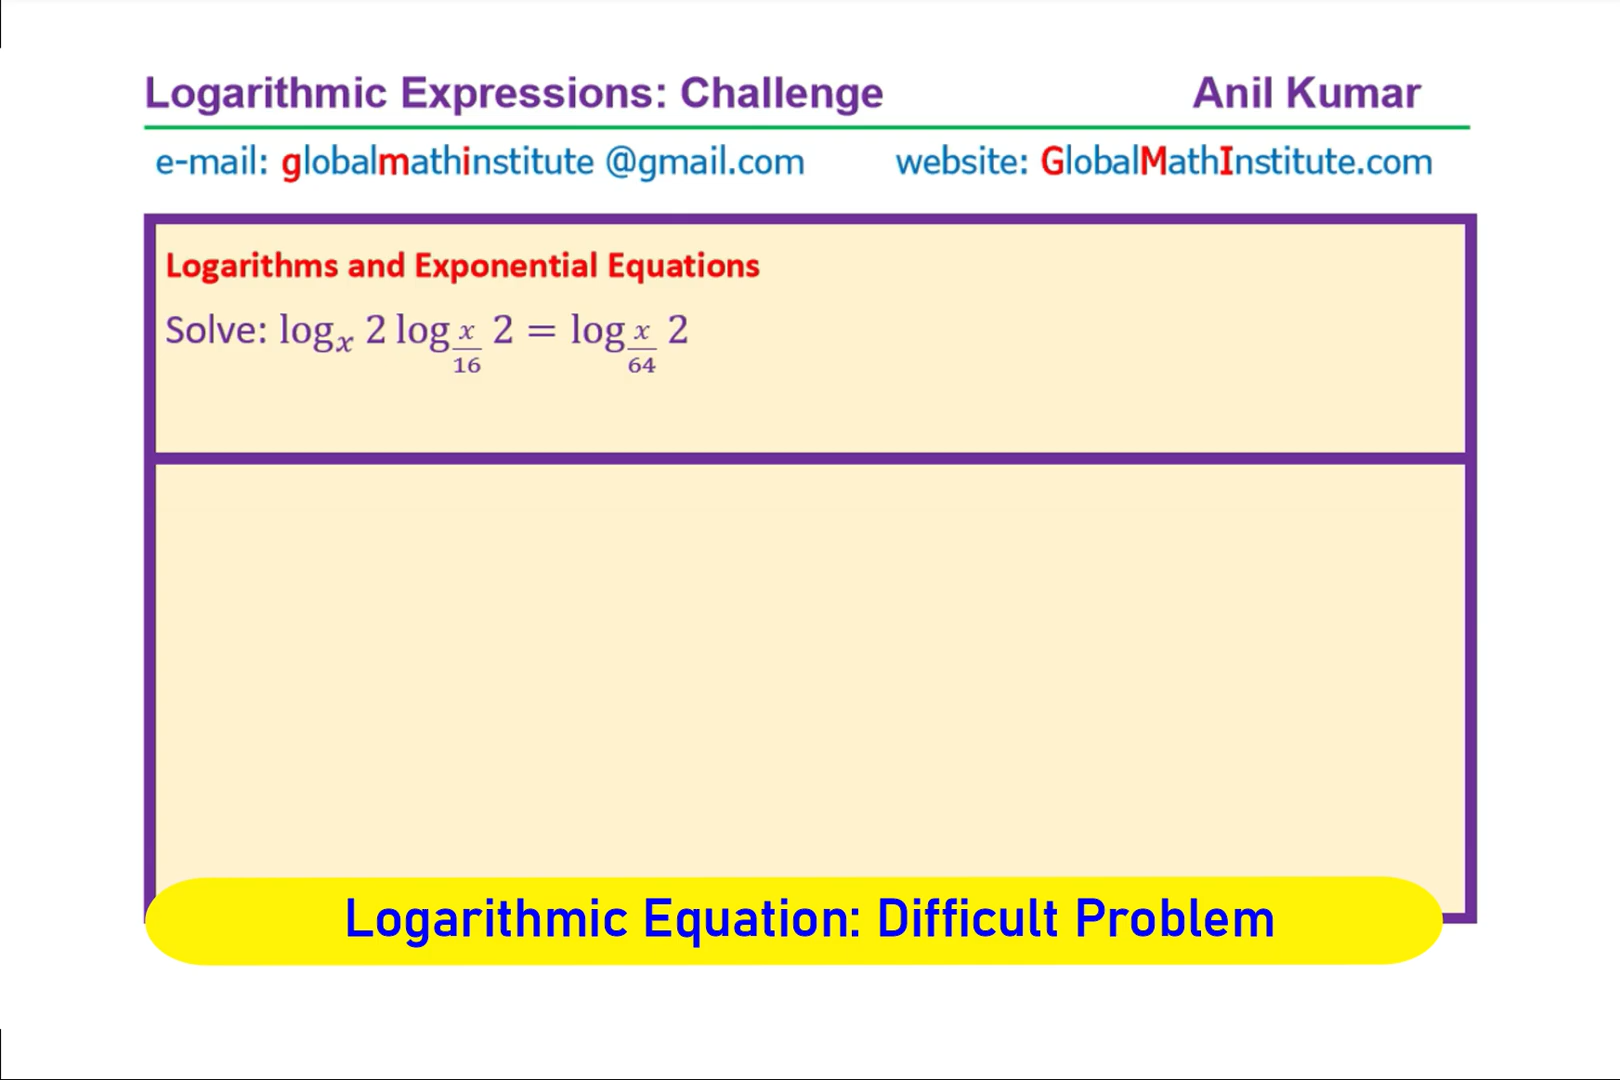 Logarithmic Expressions: Challenge Anil Kumar
e-mail: globalmathinstitute @gmail.com website: GlobalMathInstitute.com
Logarithms and Exponential Equations
Solve: log_x 2 log_{x/16} 2 = log_{x/64} 2
Logarithmic Equation: Difficult Problem